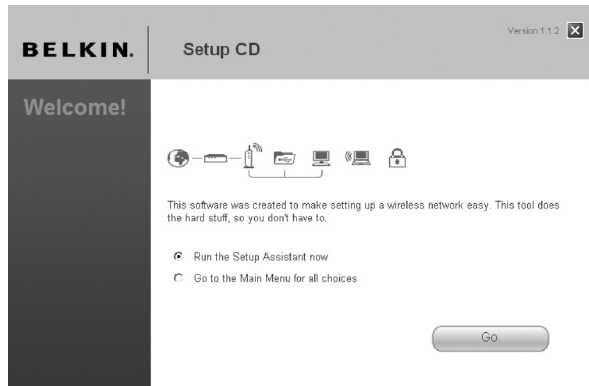 BELKIN.
Setup CD
Version 1.1.2
Welcome!
This software was created to make setting up a wireless network easy. This tool does
the hard stuff, so you don't have to.
Run the Setup Assistant now
Go to the Main Menu for all choices
Go